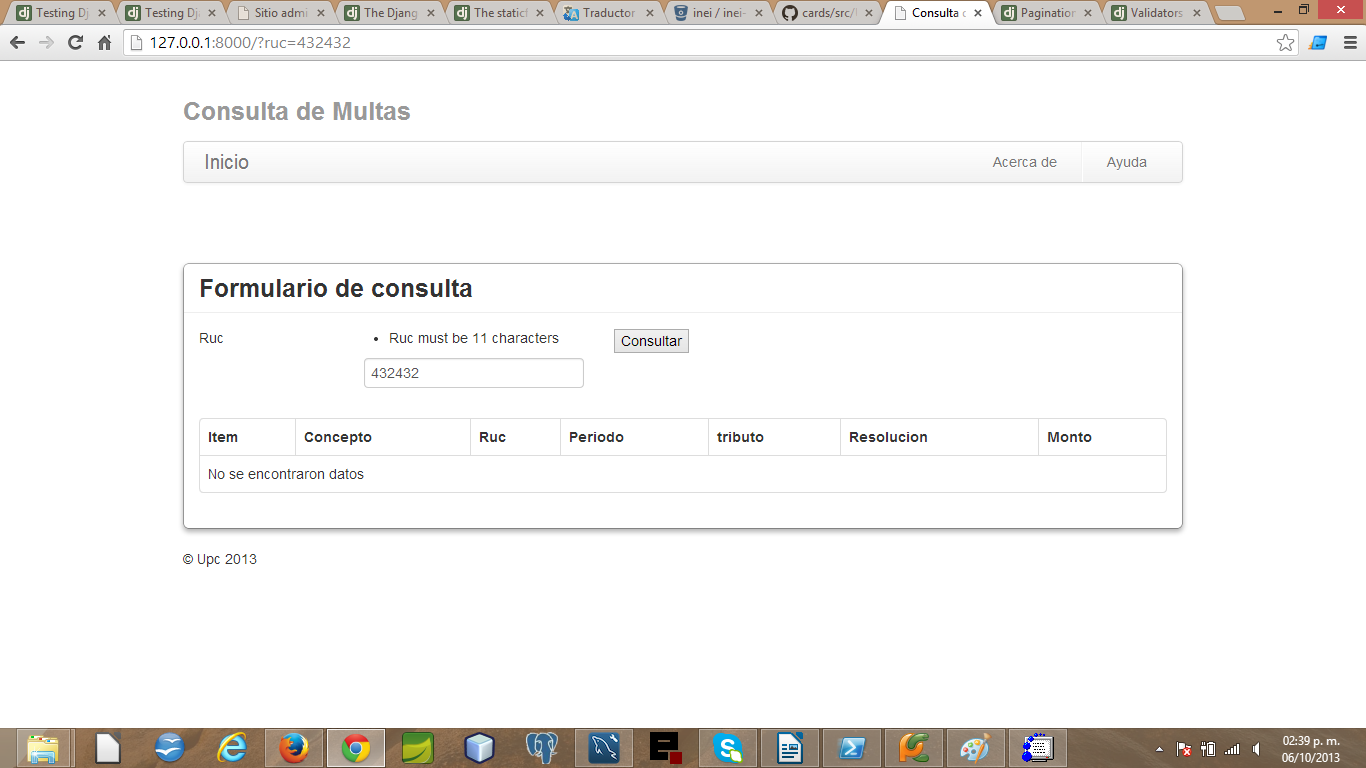 Testing Dj
Testing Dj
Sitio admi
The Djang
The staticf
Traductor
inei / inei-
cards/src/
Consulta c
Pagination
Validators
127.0.0.1:8000/?ruc=432432
Consulta de Multas
Inicio
Acerca de
Ayuda
Formulario de consulta
Ruc
• Ruc must be 11 characters
Consultar
432432
Item
Concepto
Ruc
Periodo
tributo
Resolucion
Monto
No se encontraron datos
© Upc 2013
02:39 p. m.
06/10/2013